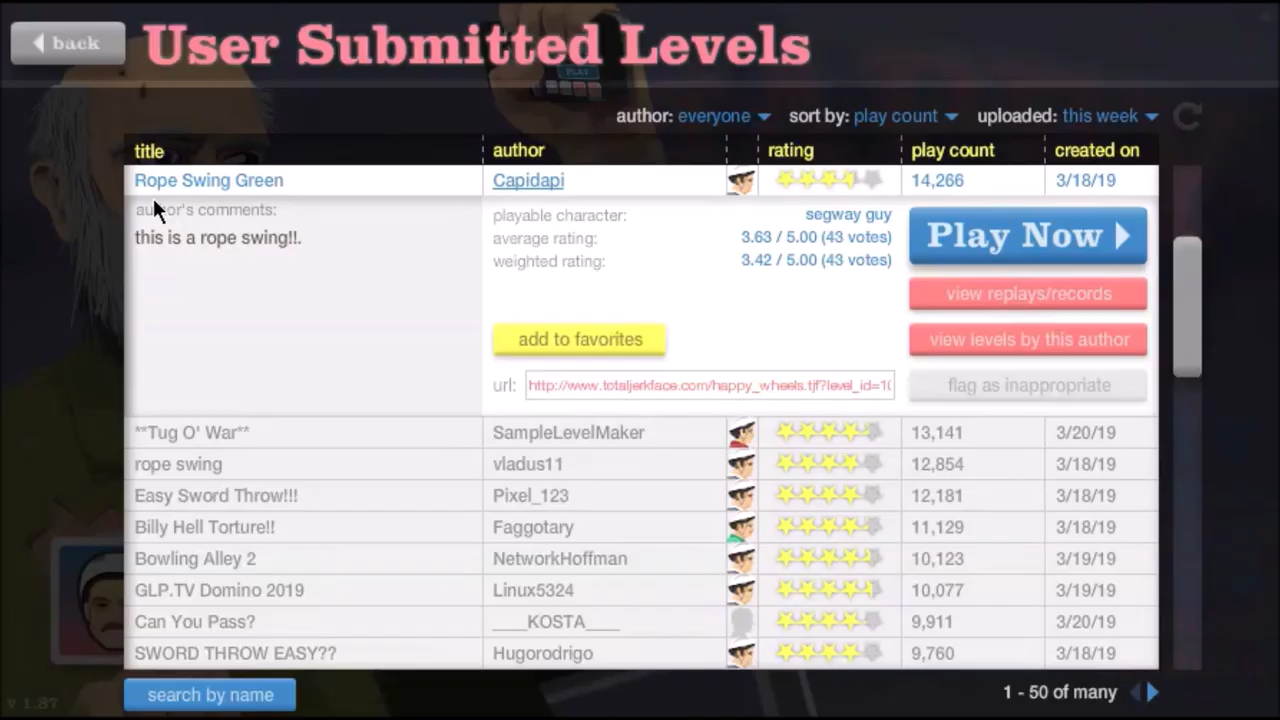 back
User Submitted Levels
PLAY
author: everyone sort by: play count uploaded: this week
title author rating play count created on
Rope Swing Green Capidapi 14,266 3/18/19
author's comments:
this is a rope swing!!.
playable character: segway guy
average rating: 3.63 / 5.00 (43 votes)
weighted rating: 3.42 / 5.00 (43 votes)
Play Now
view replays/records
add to favorites
view levels by this author
url: http://www.totaljerkface.com/happy_wheels.tjf?level_id=1(
flag as inappropriate
**Tug O' War** SampleLevelMaker 13,141 3/20/19
rope swing vladus11 12,854 3/18/19
Easy Sword Throw!!! Pixel_123 12,181 3/18/19
Billy Hell Torture!! Faggotary 11,129 3/18/19
Bowling Alley 2 NetworkHoffman 10,123 3/19/19
GLP.TV Domino 2019 Linux5324 10,077 3/19/19
Can You Pass? ____KOSTA____ 9,911 3/20/19
SWORD THROW EASY?? Hugorodrigo 9,760 3/18/19
search by name
1 - 50 of many
v 1.87